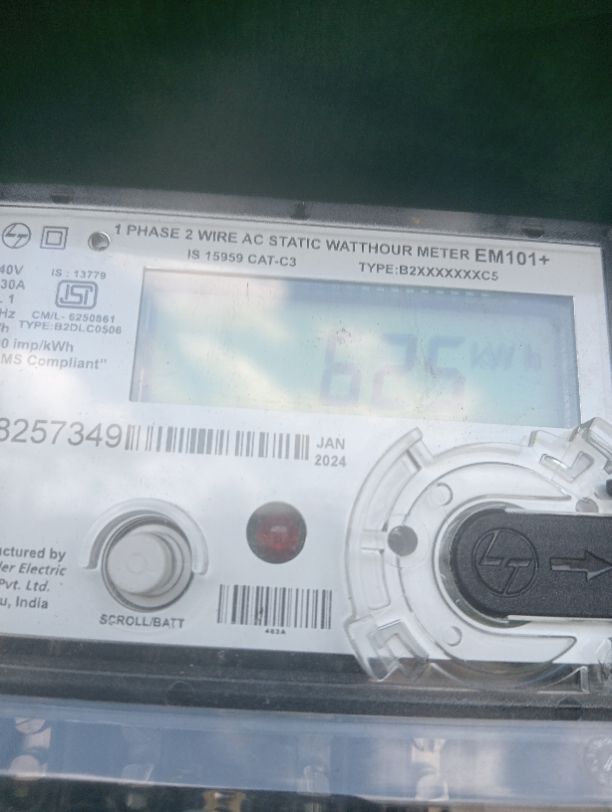 1 PHASE 2 WIRE AC STATIC WATTHOUR METER EM101+
IS 15959 CAT-C3 TYPE:B2XXXXXXXC5
40V
30A
IS : 13779
ISI
CM/L- 6250861
TYPE:B2DLC0506
0 imp/kWh
MS Compliant"
625 kWh
8257349
JAN
2024
uctured by
er Electric
Pvt. Ltd.
u, India
SCROLL/BATT